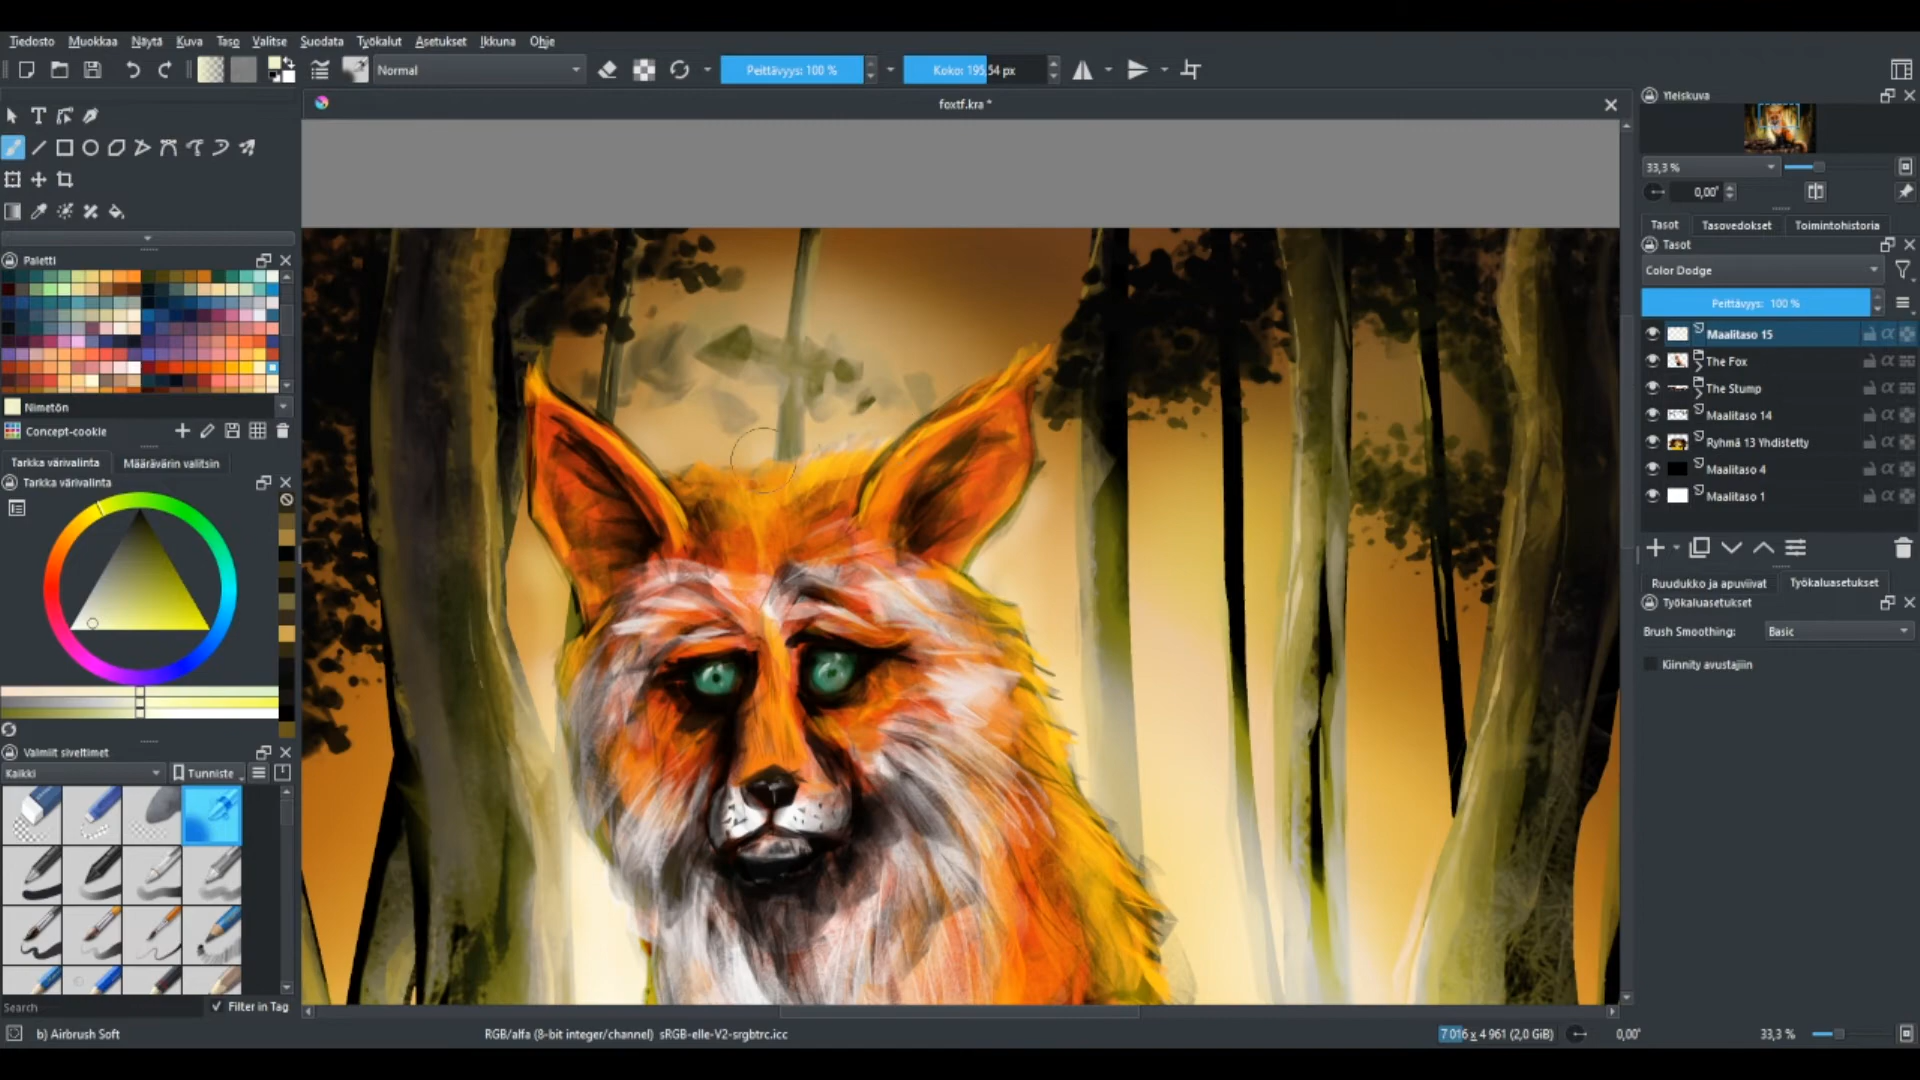 Tiedosto Muokkaa Näytä Kuva Taso Valitse Suodata Työkalut Asetukset Ikkuna Ohje
Normal Peittävyys: 100 % Koko: 195,54 px
foxtf.kra *
Yleiskuva
33,3 %
0,00°
Tasot Tasovedokset Toimintohistoria
Tasot
Color Dodge
Peittävyys: 100 %
Maalitaso 15
The Fox
The Stump
Maalitaso 14
Ryhmä 13 Yhdistetty
Maalitaso 4
Maalitaso 1
Ruudukko ja apuviivat Työkaluasetukset
Työkaluasetukset
Brush Smoothing: Basic
Kiinnity avustajiin
Paletti
Nimetön
Concept-cookie
Tarkka värivalinta Määrävärin valitsin
Tarkka värivalinta
Valmiit siveltimet
Kaikki Tunniste
Search Filter in Tag
b) Airbrush Soft RGB/alfa (8-bit integer/channel) sRGB-elle-V2-srgbtrc.icc 7 016 x 4 961 (2,0 GiB) 0,00° 33,3 %